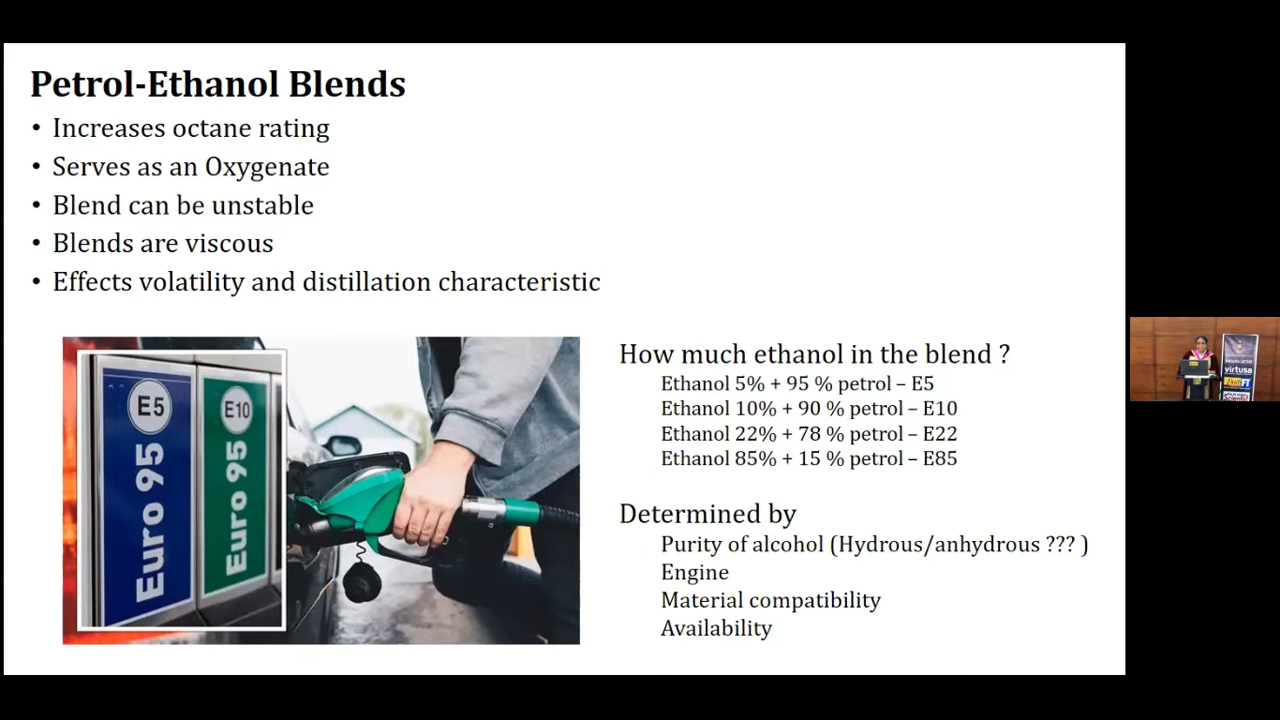 Petrol-Ethanol Blends
• Increases octane rating
• Serves as an Oxygenate
• Blend can be unstable
• Blends are viscous
• Effects volatility and distillation characteristic
E5
Euro 95
E10
Euro 95
How much ethanol in the blend ?
Ethanol 5% + 95 % petrol – E5
Ethanol 10% + 90 % petrol – E10
Ethanol 22% + 78 % petrol – E22
Ethanol 85% + 15 % petrol – E85
Determined by
Purity of alcohol (Hydrous/anhydrous ??? )
Engine
Material compatibility
Availability
virtusa